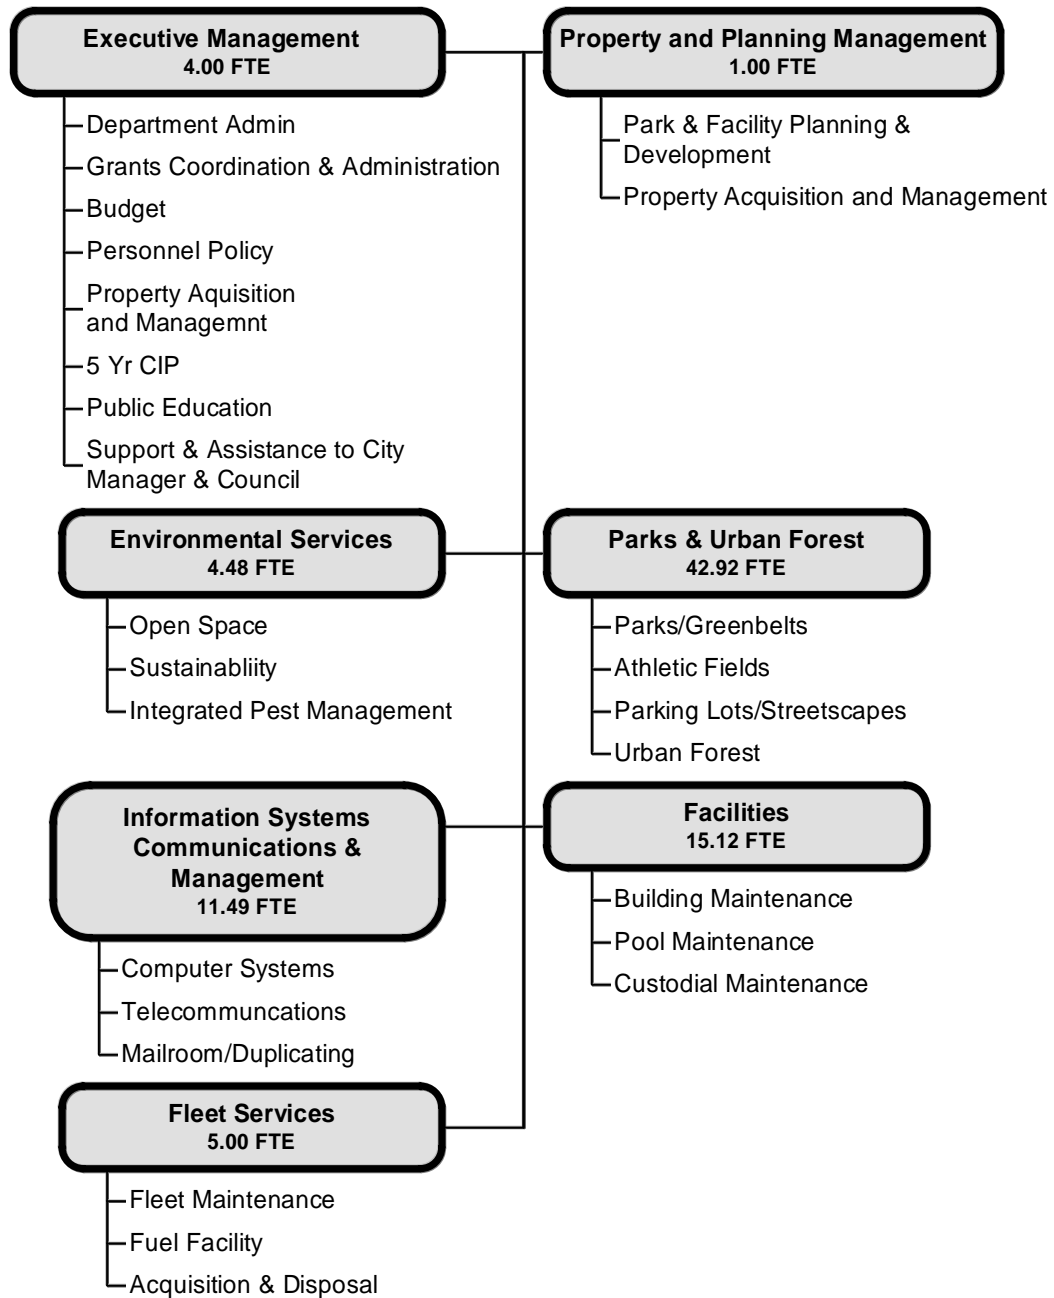 Executive Management
4.00 FTE
Department Admin
Grants Coordination & Administration
Budget
Personnel Policy
Property Aquisition
and Managemnt
5 Yr CIP
Public Education
Support & Assistance to City
Manager & Council
Property and Planning Management
1.00 FTE
Park & Facility Planning &
Development
Property Acquisition and Management
Environmental Services
4.48 FTE
Open Space
Sustainabliity
Integrated Pest Management
Parks & Urban Forest
42.92 FTE
Parks/Greenbelts
Athletic Fields
Parking Lots/Streetscapes
Urban Forest
Information Systems
Communications &
Management
11.49 FTE
Computer Systems
Telecommuncations
Mailroom/Duplicating
Facilities
15.12 FTE
Building Maintenance
Pool Maintenance
Custodial Maintenance
Fleet Services
5.00 FTE
Fleet Maintenance
Fuel Facility
Acquisition & Disposal